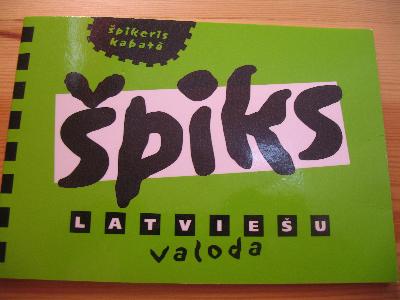 špikeris
kabatā
špiks
LATVIEŠU
valoda